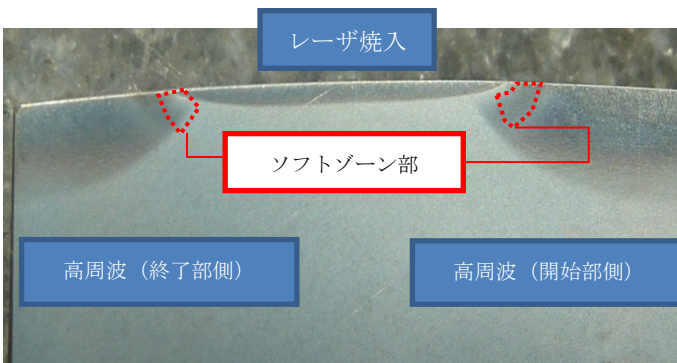 レーザ焼入
ソフトゾーン部
高周波（終了部側）
高周波（開始部側）